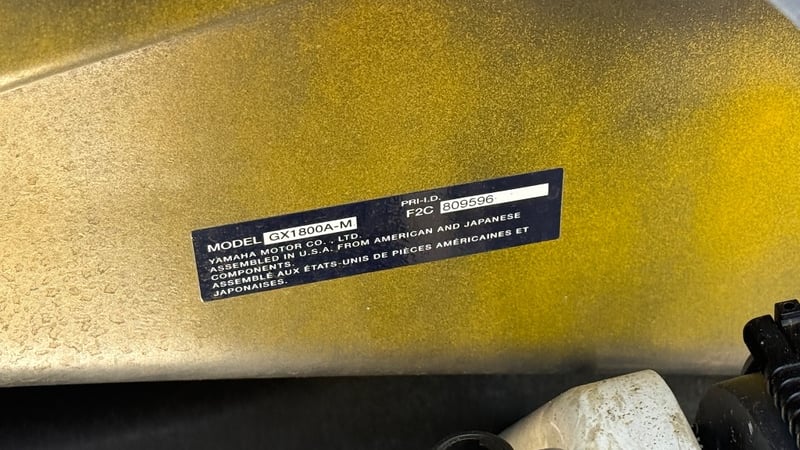 MODEL GX1800A-M
PRI-I.D.
F2C 809596
YAMAHA MOTOR CO., LTD.
ASSEMBLED IN U.S.A. FROM AMERICAN AND JAPANESE
COMPONENTS.
ASSEMBLÉ AUX ÉTATS-UNIS DE PIÈCES AMÉRICAINES ET
JAPONAISES.